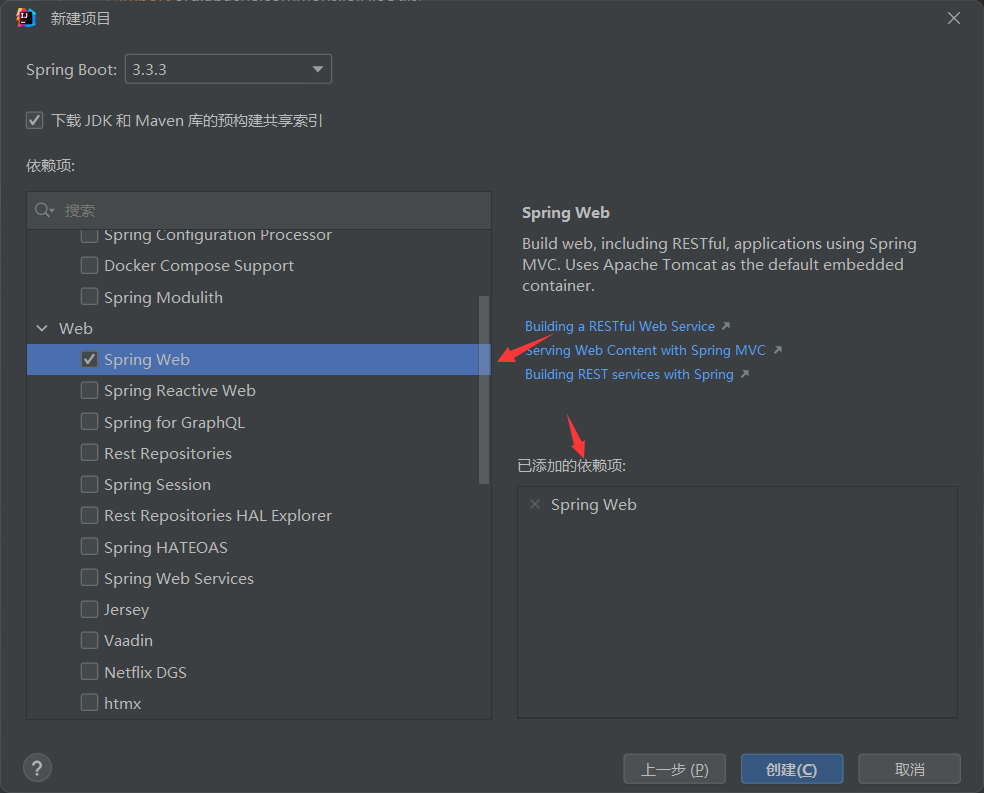 新建项目
Spring Boot: 3.3.3
下载 JDK 和 Maven 库的预构建共享索引
依赖项:
搜索
Spring Configuration Processor
Docker Compose Support
Spring Modulith
Web
Spring Web
Spring Reactive Web
Spring for GraphQL
Rest Repositories
Spring Session
Rest Repositories HAL Explorer
Spring HATEOAS
Spring Web Services
Jersey
Vaadin
Netflix DGS
htmx
Spring Web
Build web, including RESTful, applications using Spring
MVC. Uses Apache Tomcat as the default embedded
container.
Building a RESTful Web Service
Serving Web Content with Spring MVC
Building REST services with Spring
已添加的依赖项:
Spring Web
?
上一步 (P)
创建(C)
取消